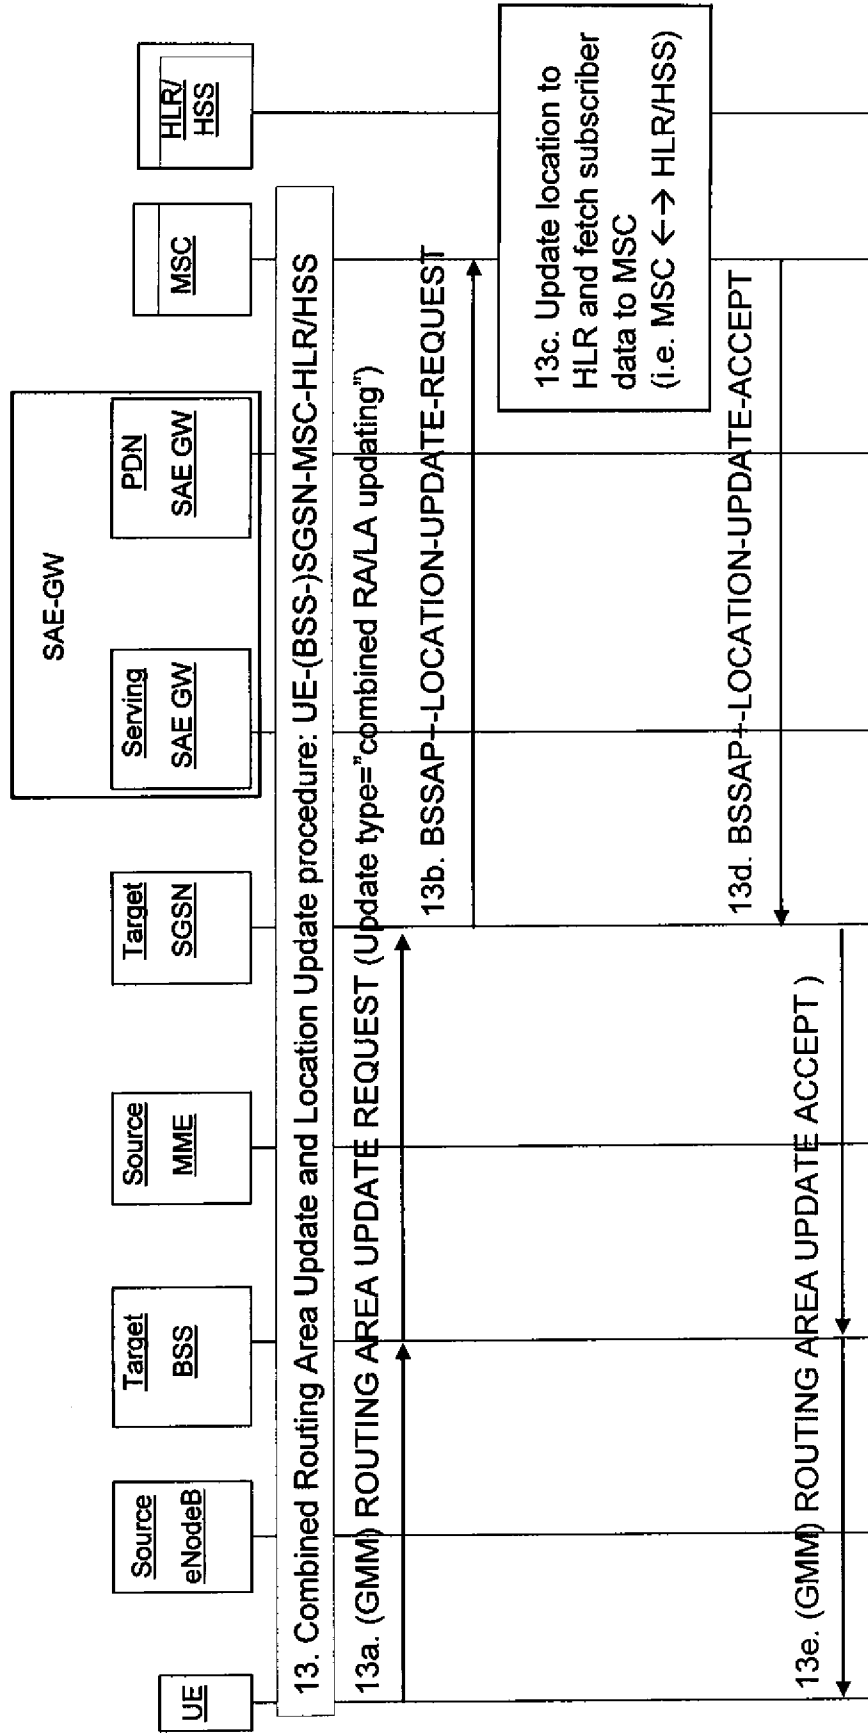 UE
Source
eNodeB
Target
BSS
Source
MME
Target
SGSN
SAE-GW
Serving
SAE GW
PDN
SAE GW
MSC
HLR/
HSS
13. Combined Routing Area Update and Location Update procedure: UE-(BSS-)SGSN-MSC-HLR/HSS
13a. (GMM) ROUTING AREA UPDATE REQUEST (Update type="combined RA/LA updating")
13b. BSSAP+-LOCATION-UPDATE-REQUEST
13c. Update location to
HLR and fetch subscriber
data to MSC
(i.e. MSC ←→ HLR/HSS)
13d. BSSAP+-LOCATION-UPDATE-ACCEPT
13e. (GMM) ROUTING AREA UPDATE ACCEPT )